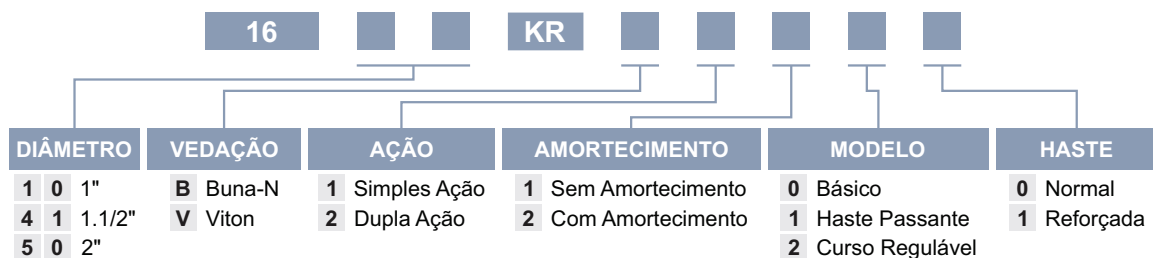 16 KR
DIÂMETRO VEDAÇÃO AÇÃO AMORTECIMENTO MODELO HASTE
1 0 1" B Buna-N 1 Simples Ação 1 Sem Amortecimento 0 Básico 0 Normal
4 1 1.1/2" V Viton 2 Dupla Ação 2 Com Amortecimento 1 Haste Passante 1 Reforçada
5 0 2" 2 Curso Regulável